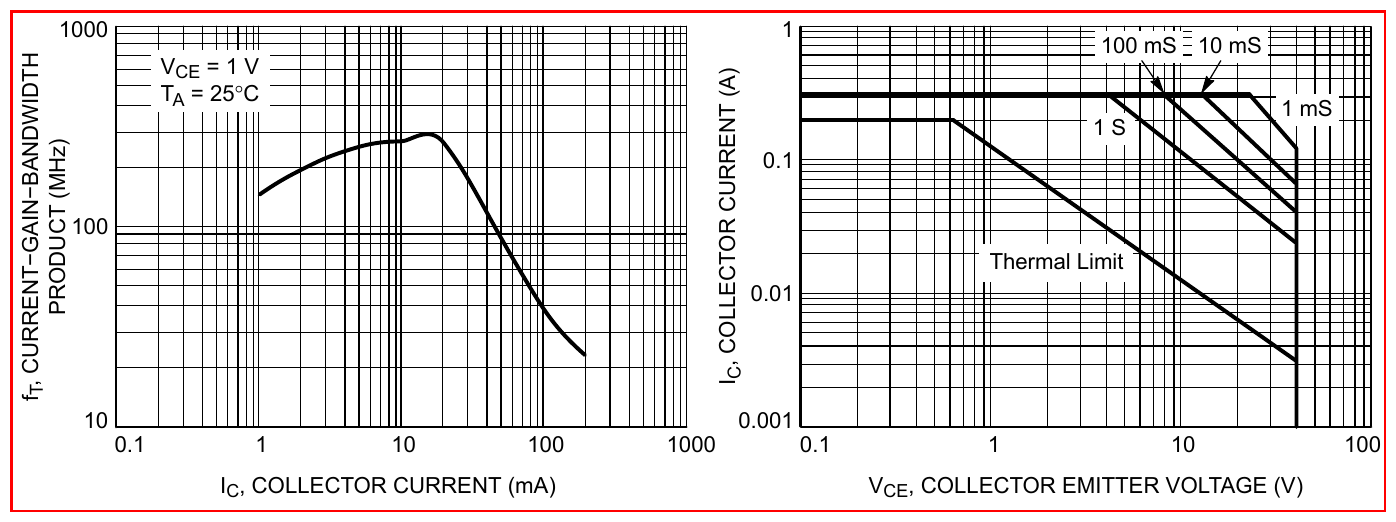 1000
V_CE = 1 V
T_A = 25°C
f_T, CURRENT−GAIN−BANDWIDTH
PRODUCT (MHz)
100
10
0.1 1 10 100 1000
I_C, COLLECTOR CURRENT (mA)
1
100 mS 10 mS
1 mS
1 S
I_C, COLLECTOR CURRENT (A)
0.1
Thermal Limit
0.01
0.001
0.1 1 10 100
V_CE, COLLECTOR EMITTER VOLTAGE (V)